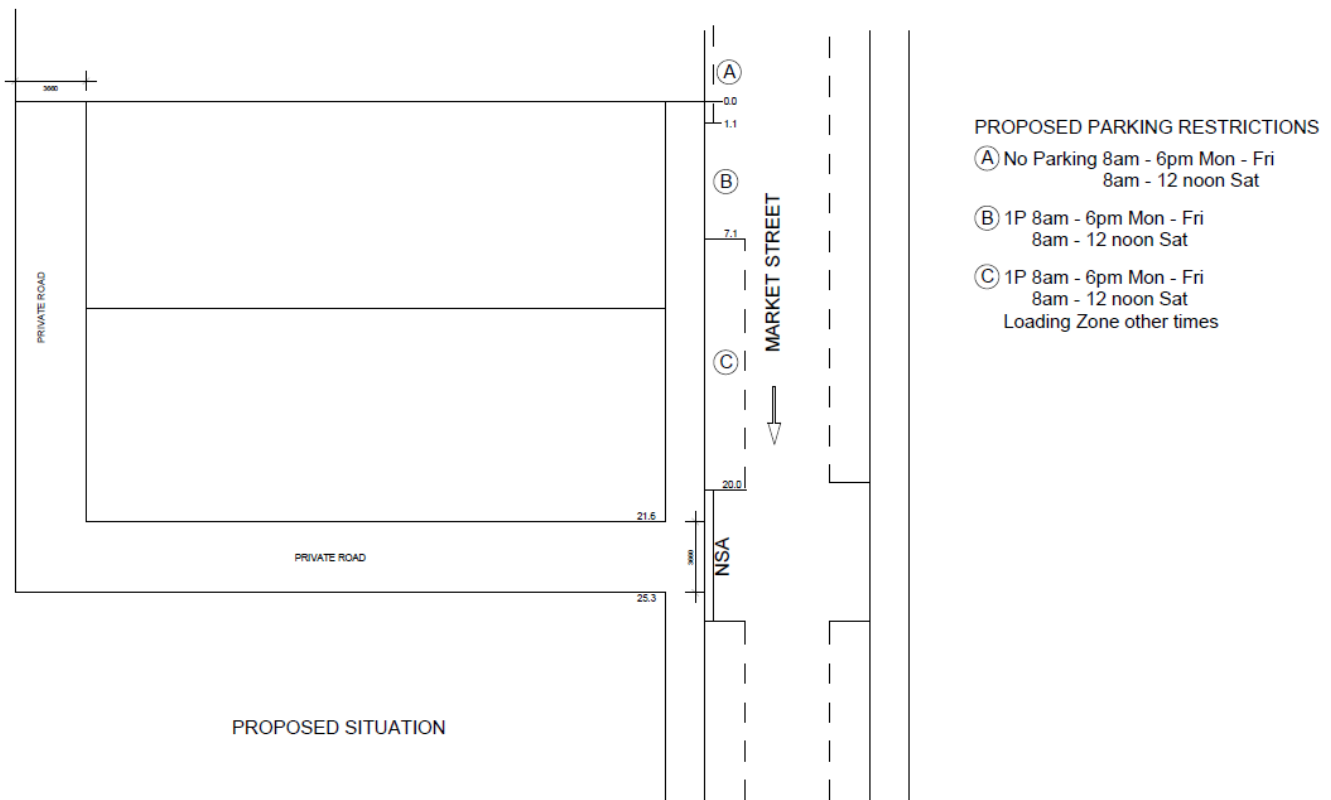 3660
A
0.0
1.1
B
7.1
MARKET STREET
C
20.0
PRIVATE ROAD
21.6
PRIVATE ROAD
3660
NSA
25.3
PROPOSED SITUATION
PROPOSED PARKING RESTRICTIONS
A No Parking 8am - 6pm Mon - Fri
8am - 12 noon Sat
B 1P 8am - 6pm Mon - Fri
8am - 12 noon Sat
C 1P 8am - 6pm Mon - Fri
8am - 12 noon Sat
Loading Zone other times